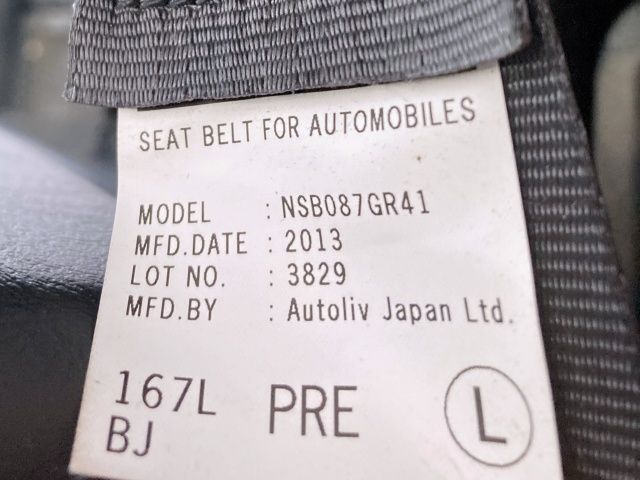 SEAT BELT FOR AUTOMOBILES
MODEL : NSB087GR41
MFD.DATE : 2013
LOT NO. : 3829
MFD.BY : Autoliv Japan Ltd.
167L PRE L
BJ